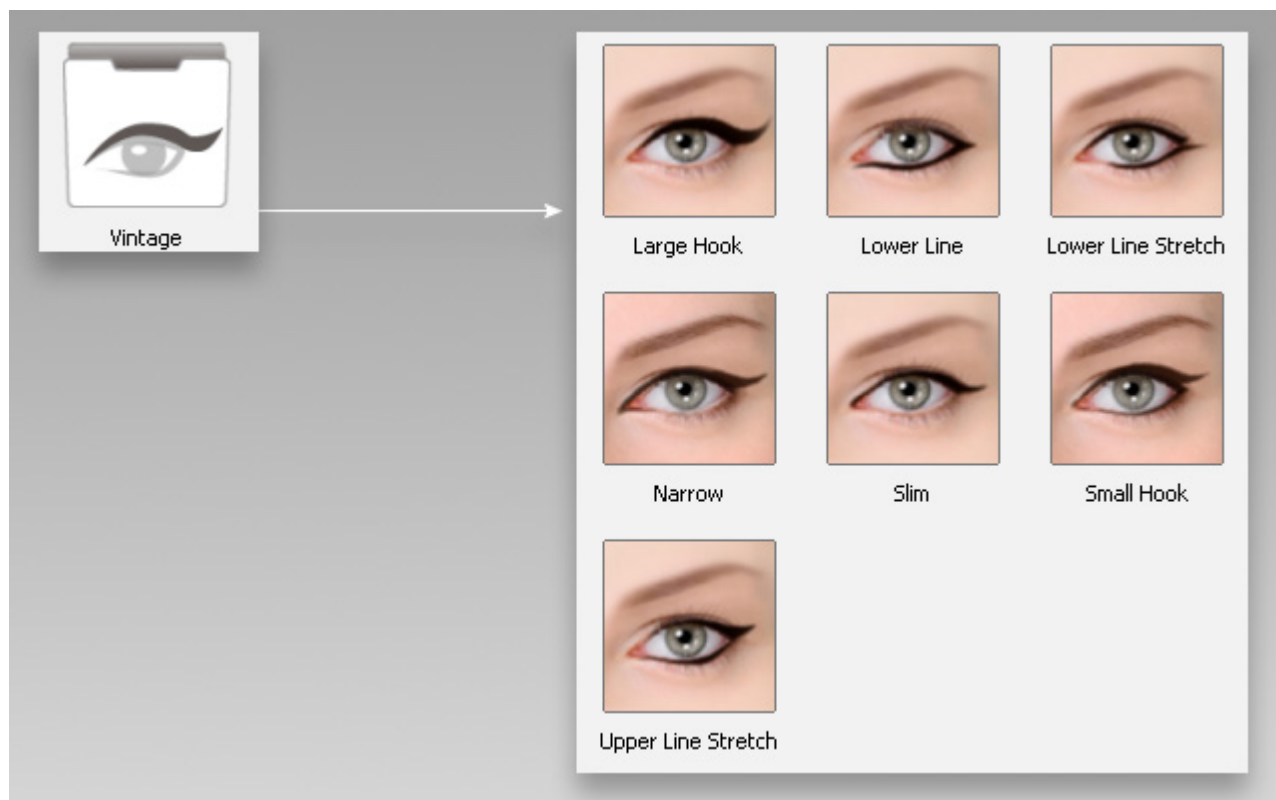 Vintage
Large Hook
Lower Line
Lower Line Stretch
Narrow
Slim
Small Hook
Upper Line Stretch